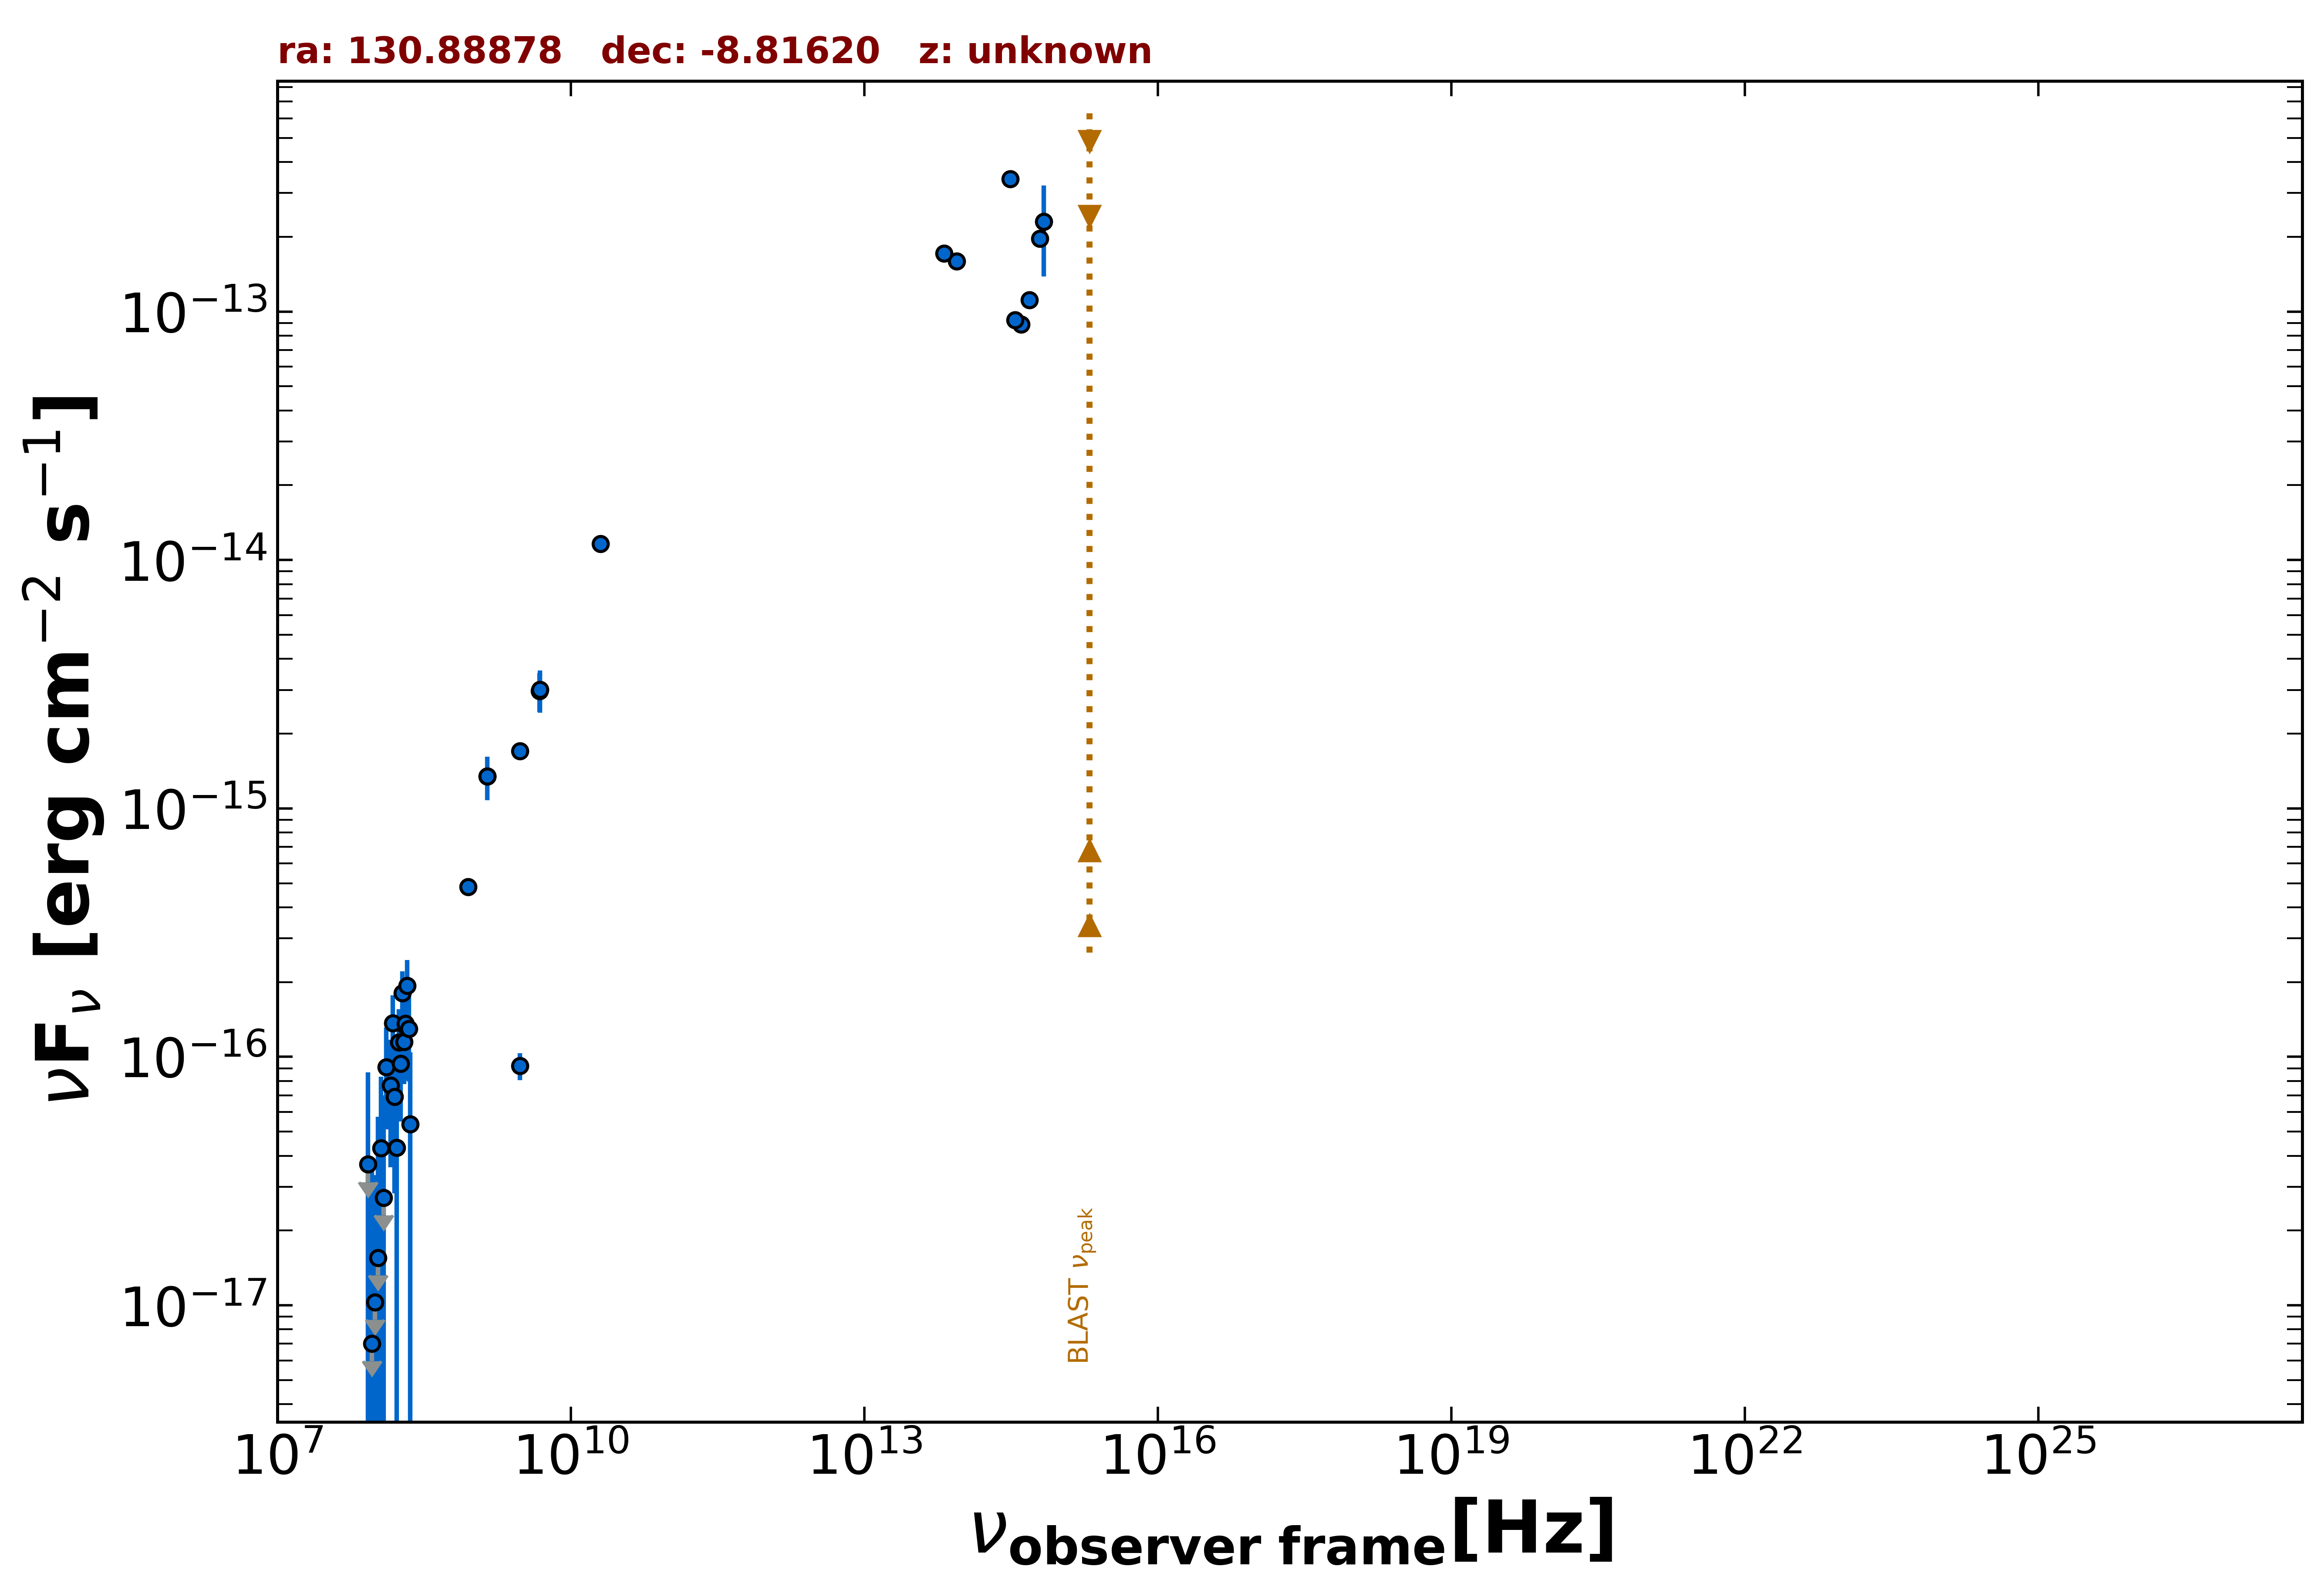 ra: 130.88878   dec: -8.81620   z: unknown
νFν [erg cm−2 s−1]
10−13
10−14
10−15
10−16
10−17
BLAST νpeak
107 1010 1013 1016 1019 1022 1025
νobserver frame[Hz]